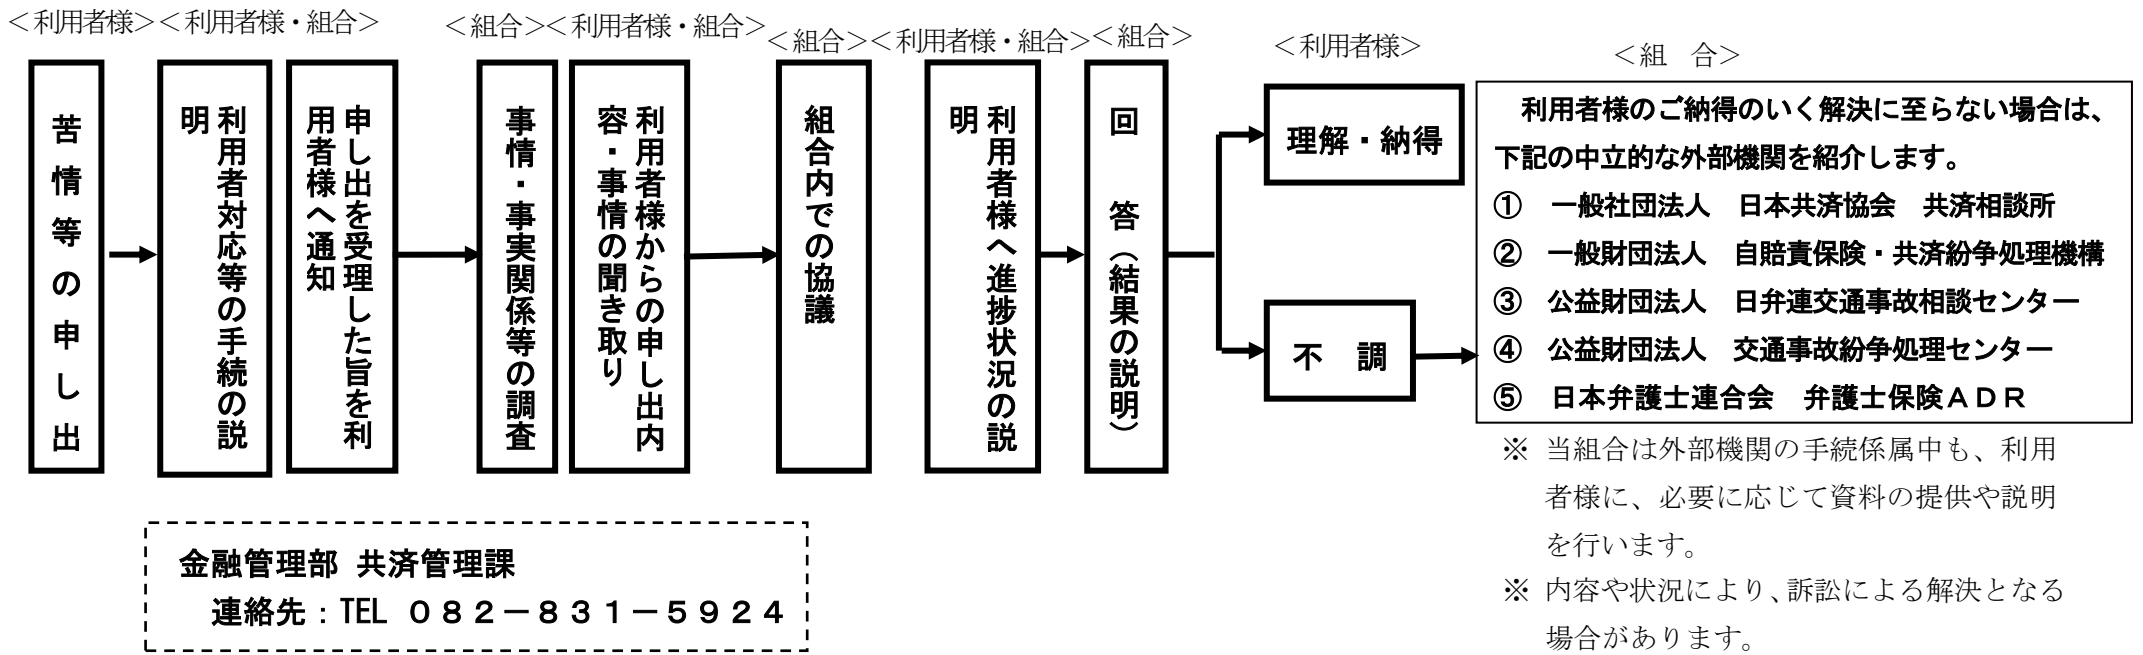 ＜利用者様＞
＜利用者様・組合＞
＜組合＞
＜利用者様・組合＞
＜組合＞
＜利用者様・組合＞
＜組合＞
＜利用者様＞
＜組　合＞
苦情等の申し出
利用者対応等の手続の説
明
申し出を受理した旨を利
用者様へ通知
事情・事実関係等の調査
利用者様からの申し出内
容・事情の聞き取り
組合内での協議
利用者様へ進捗状況の説
明
回　答（結果の説明）
理解・納得
不　調
利用者様のご納得のいく解決に至らない場合は、
下記の中立的な外部機関を紹介します。
①　一般社団法人　日本共済協会　共済相談所
②　一般財団法人　自賠責保険・共済紛争処理機構
③　公益財団法人　日弁連交通事故相談センター
④　公益財団法人　交通事故紛争処理センター
⑤　日本弁護士連合会　弁護士保険ＡＤＲ
※ 当組合は外部機関の手続係属中も、利用
者様に、必要に応じて資料の提供や説明
を行います。
※ 内容や状況により、訴訟による解決となる
場合があります。
金融管理部 共済管理課
連絡先：TEL ０８２－８３１－５９２４